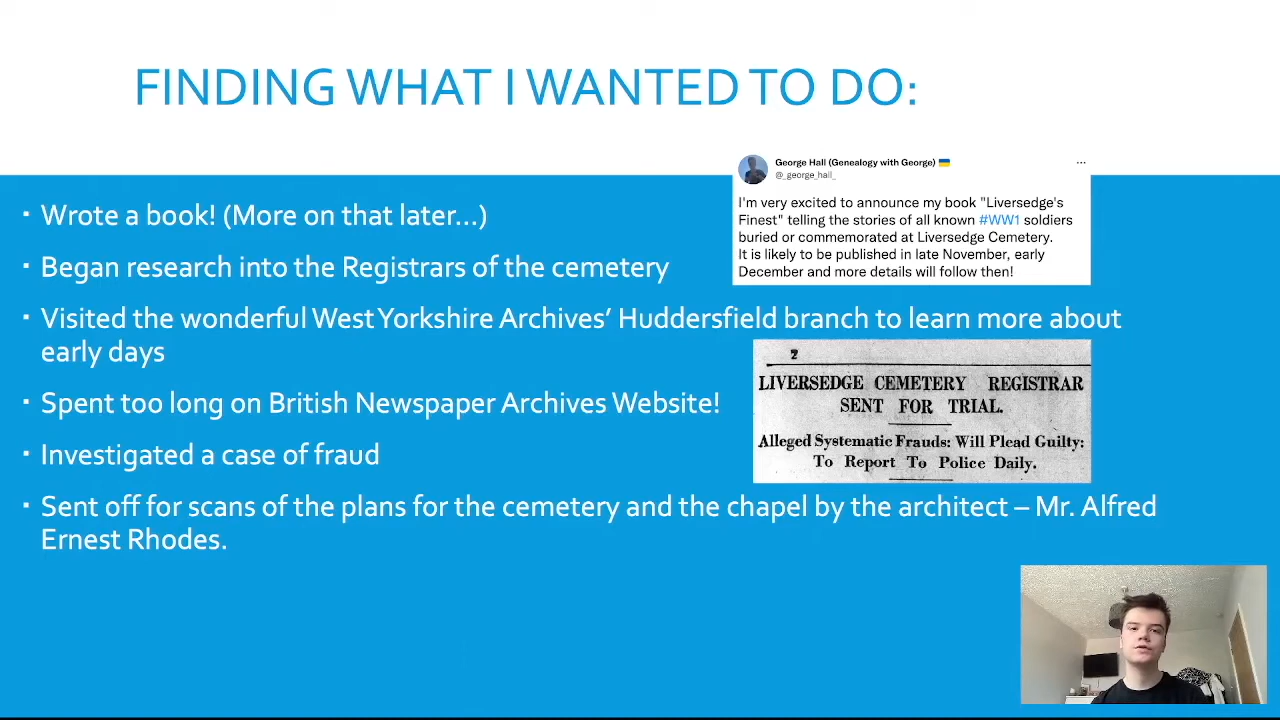 FINDING WHAT I WANTED TO DO:
George Hall (Genealogy with George)
@_george_hall_
I'm very excited to announce my book "Liversedge's
Finest" telling the stories of all known #WW1 soldiers
buried or commemorated at Liversedge Cemetery.
It is likely to be published in late November, early
December and more details will follow then!
▪ Wrote a book! (More on that later…)
▪ Began research into the Registrars of the cemetery
▪ Visited the wonderful West Yorkshire Archives’ Huddersfield branch to learn more about
early days
▪ Spent too long on British Newspaper Archives Website!
▪ Investigated a case of fraud
▪ Sent off for scans of the plans for the cemetery and the chapel by the architect – Mr. Alfred
Ernest Rhodes.
2
LIVERSEDGE CEMETERY REGISTRAR
SENT FOR TRIAL.
Alleged Systematic Frauds: Will Plead Guilty:
To Report To Police Daily.